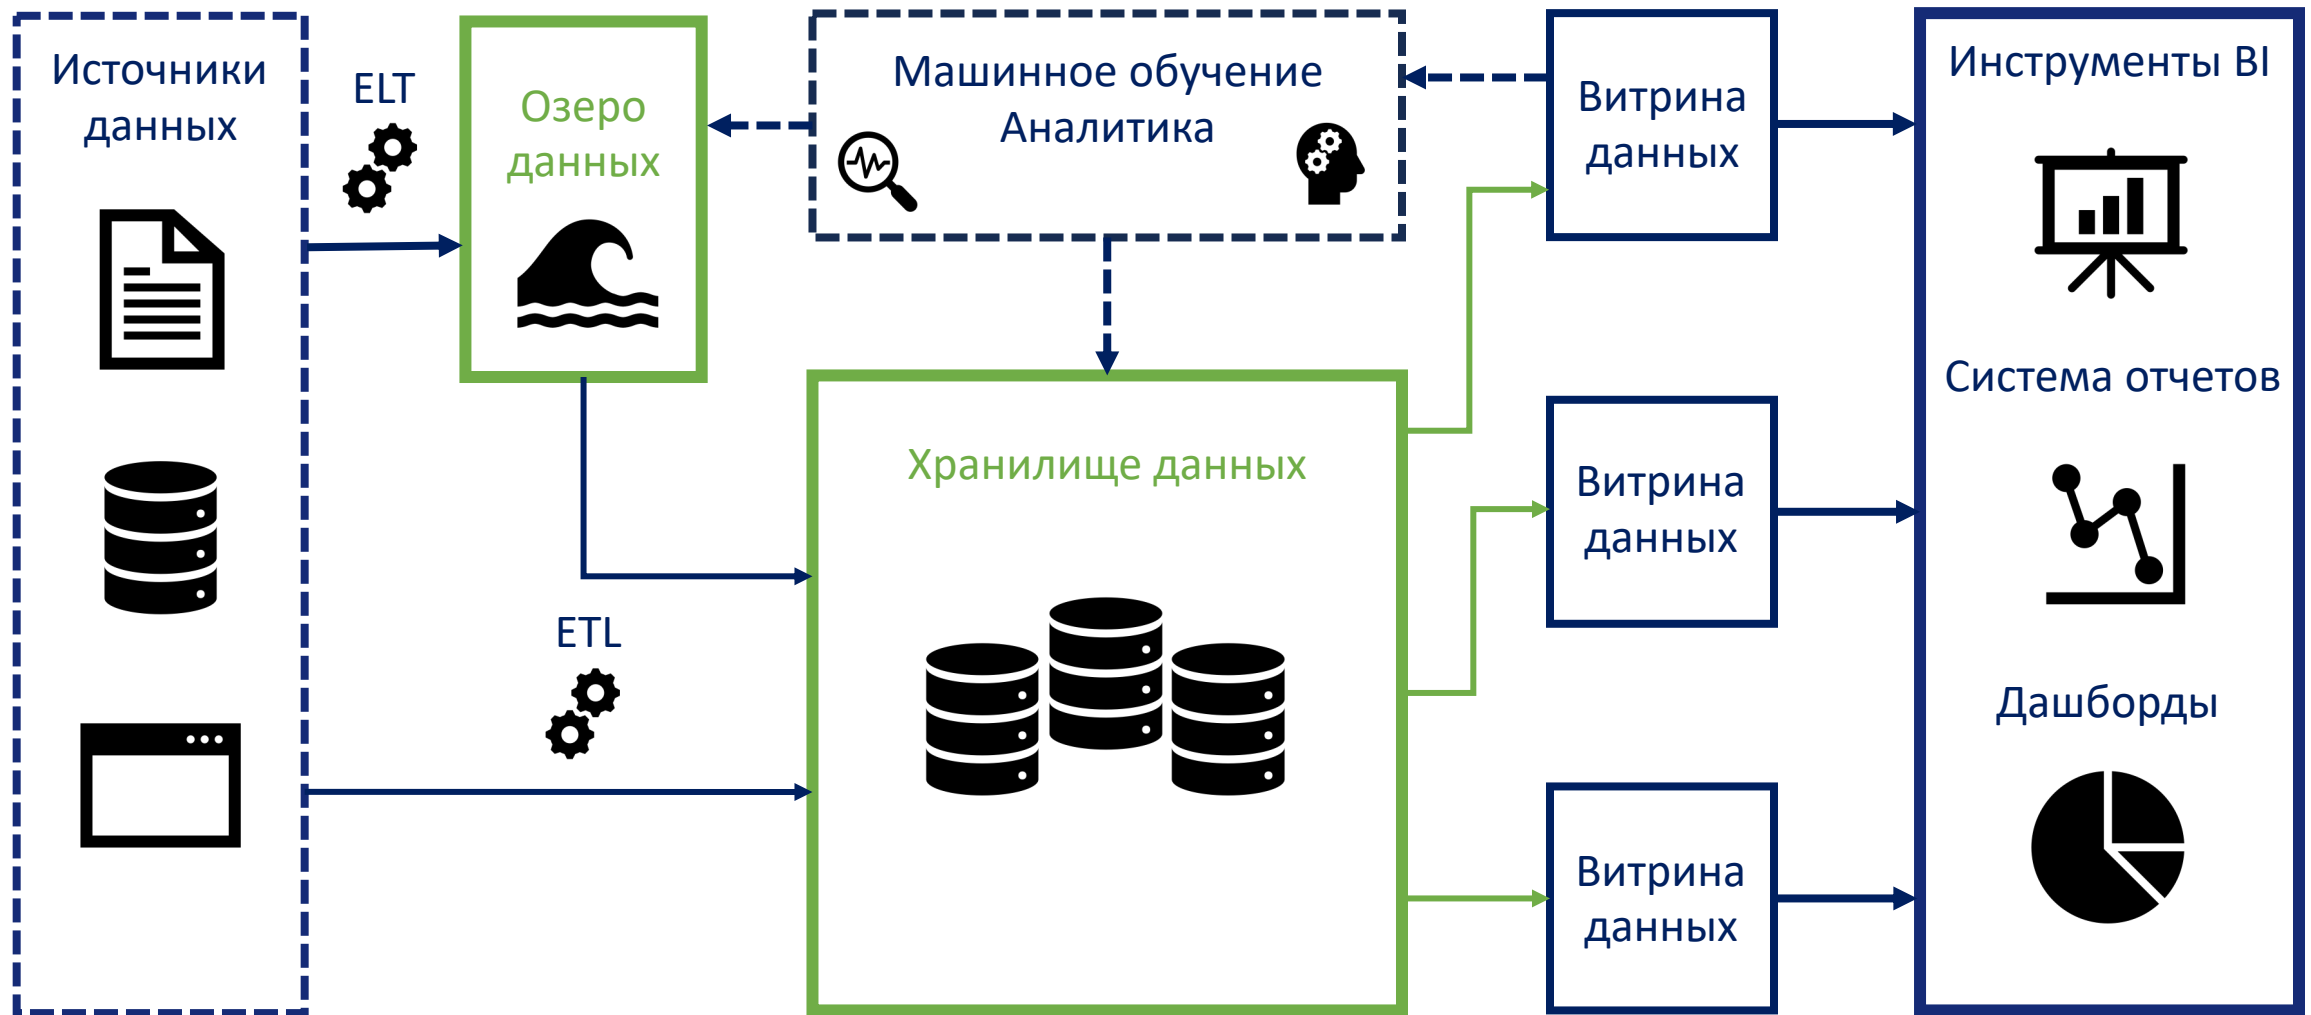 Источники
данных
ELT
Озеро
данных
Машинное обучение
Аналитика
Витрина
данных
Инструменты BI
Система отчетов
Хранилище данных
Витрина
данных
ETL
Дашборды
Витрина
данных